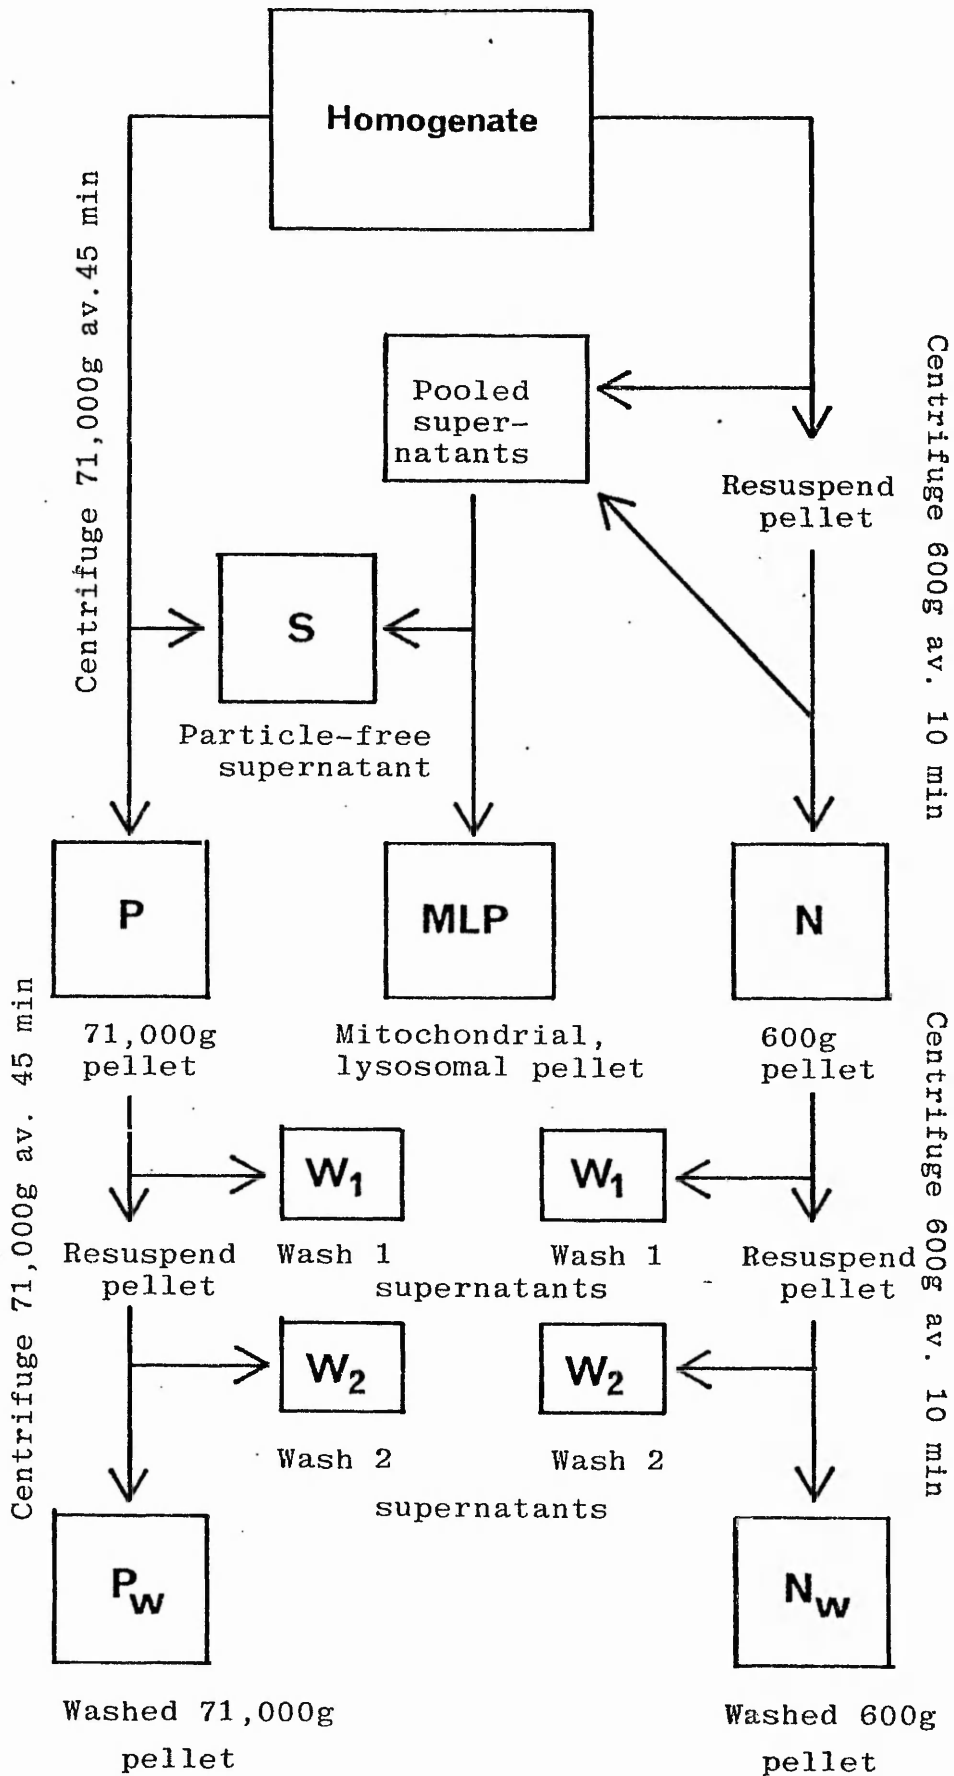 Homogenate
Centrifuge 71,000g av.45 min
Pooled
super-
natants
Centrifuge 600g av. 10 min
Resuspend
pellet
S
Particle-free
supernatant
P
MLP
N
71,000g
pellet
Mitochondrial,
lysosomal pellet
600g
pellet
Centrifuge 71,000g av. 45 min
W1
W1
Centrifuge 600g av. 10 min
Resuspend
pellet
Wash 1
Wash 1
supernatants
Resuspend
pellet
W2
W2
Wash 2
Wash 2
supernatants
PW
NW
Washed 71,000g
pellet
Washed 600g
pellet